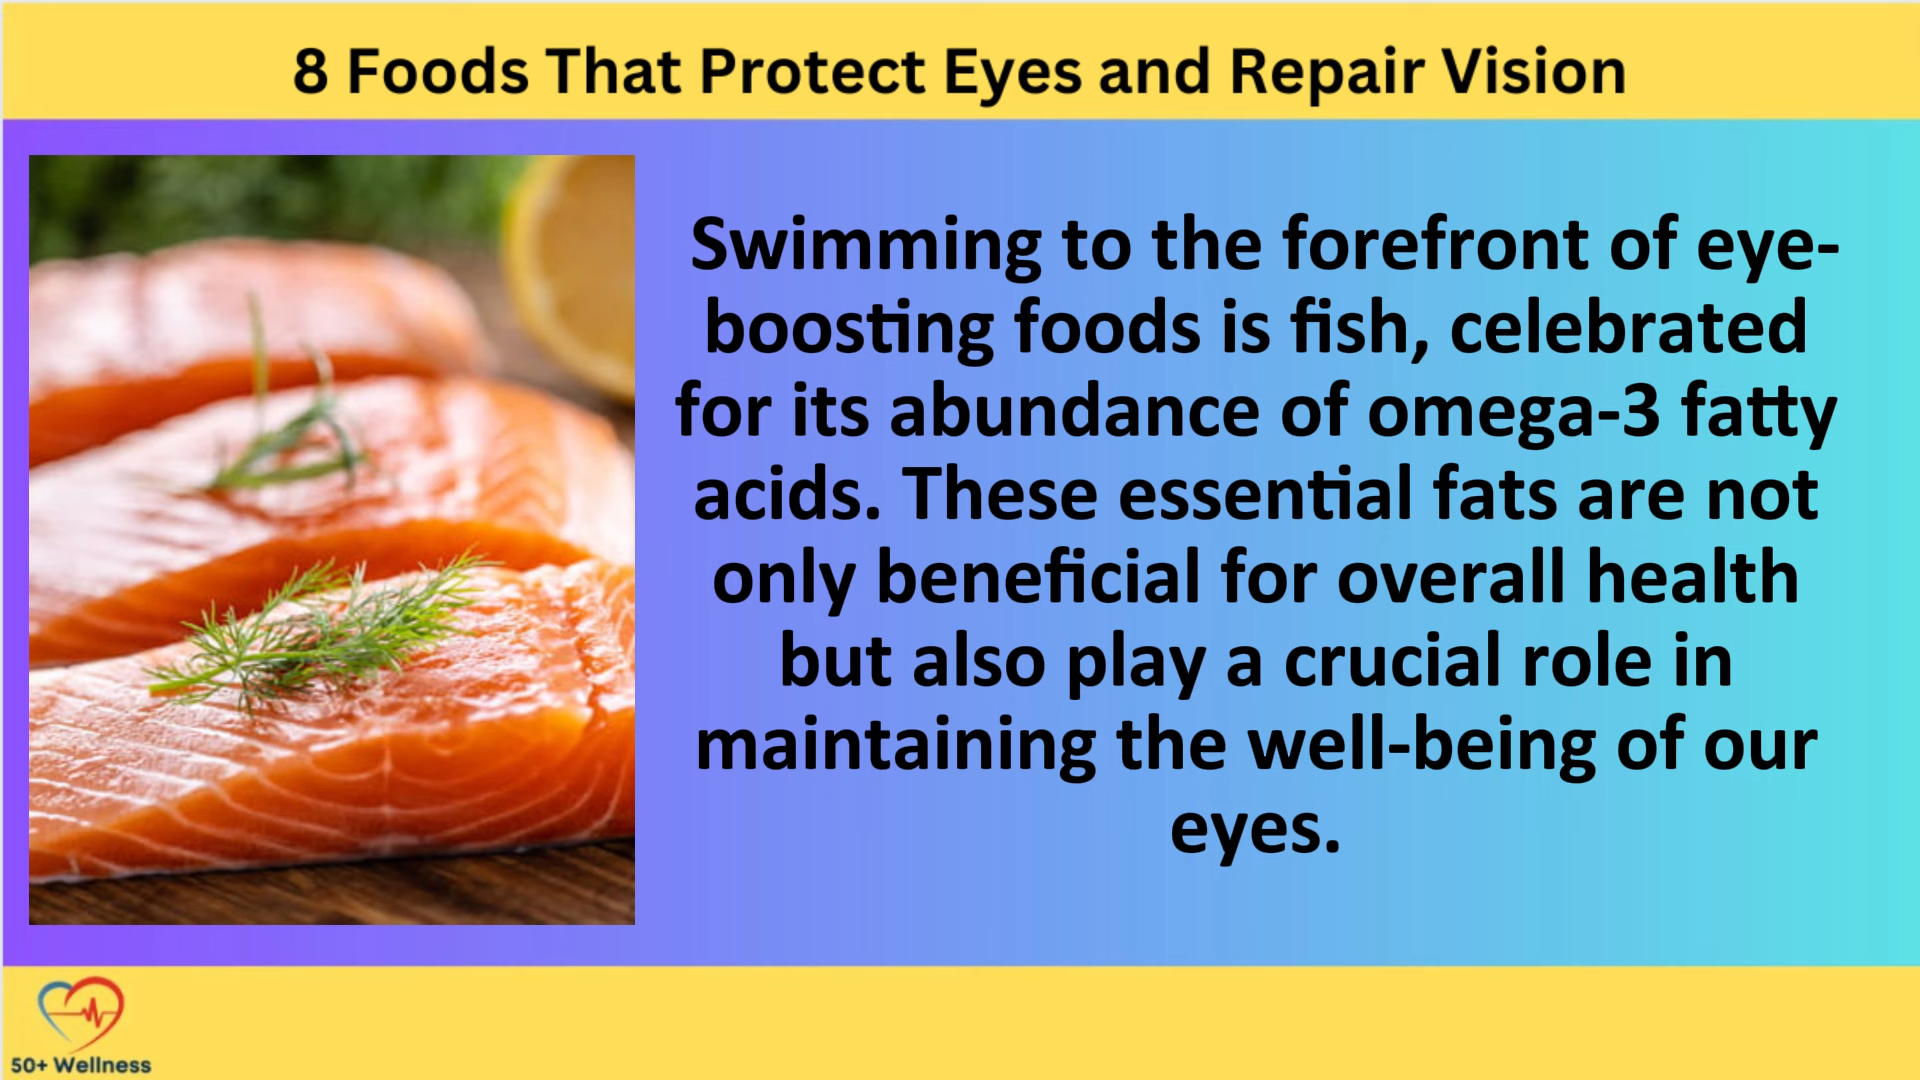 8 Foods That Protect Eyes and Repair Vision
Swimming to the forefront of eye-
boosting foods is fish, celebrated
for its abundance of omega-3 fatty
acids. These essential fats are not
only beneficial for overall health
but also play a crucial role in
maintaining the well-being of our
eyes.
50+ Wellness